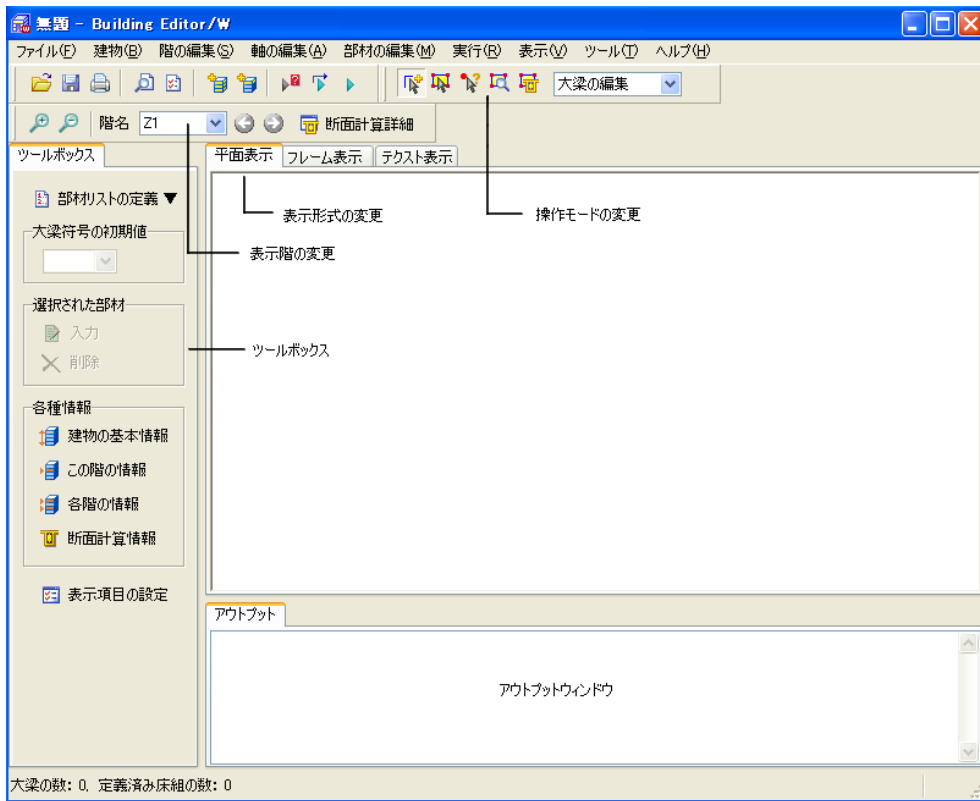 無題 - Building Editor/W
ファイル(F) 建物(B) 階の編集(S) 軸の編集(A) 部材の編集(M) 実行(R) 表示(V) ツール(T) ヘルプ(H)
大梁の編集
階名 Z1 断面計算詳細
ツールボックス
平面表示 フレーム表示 テクスト表示
部材リストの定義▼
表示形式の変更
操作モードの変更
大梁符号の初期値
表示階の変更
選択された部材
入力
削除
ツールボックス
各種情報
建物の基本情報
この階の情報
各階の情報
断面計算情報
表示項目の設定
アウトプット
アウトプットウィンドウ
大梁の数: 0, 定義済み床組の数: 0